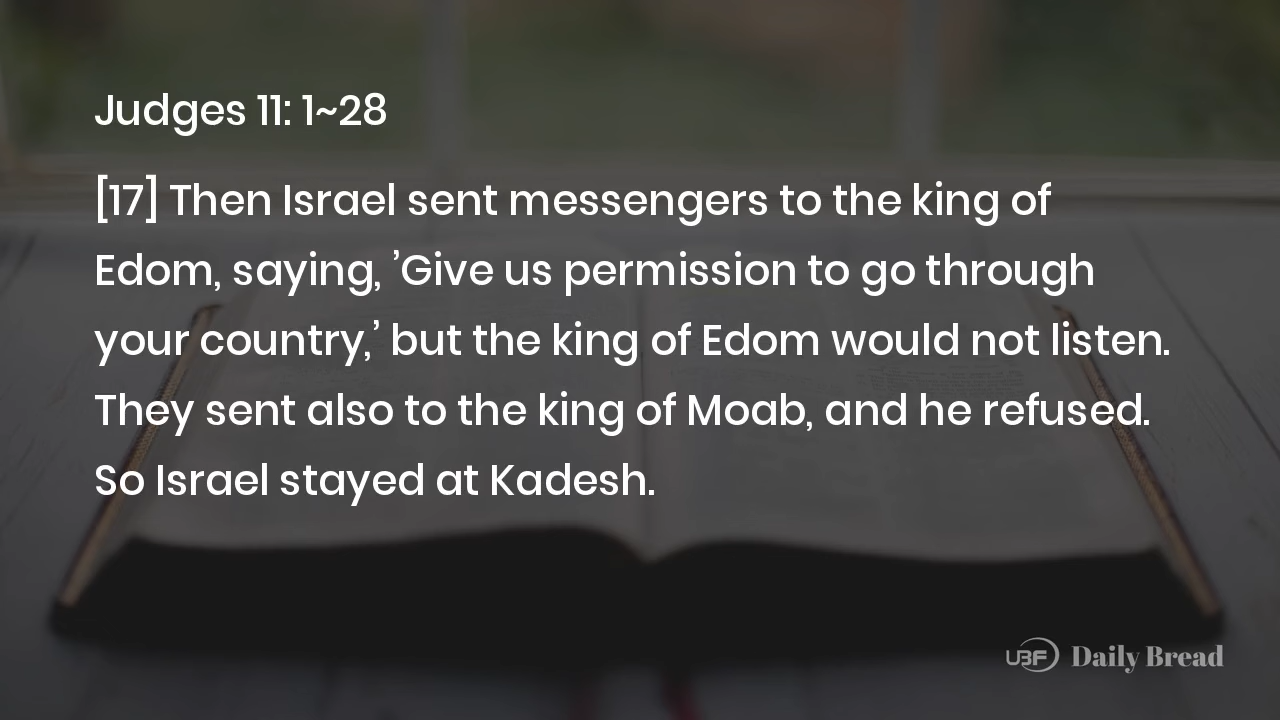 Judges 11: 1~28
[17] Then Israel sent messengers to the king of
Edom, saying, ’Give us permission to go through
your country,’ but the king of Edom would not listen.
They sent also to the king of Moab, and he refused.
So Israel stayed at Kadesh.
UBF Daily Bread